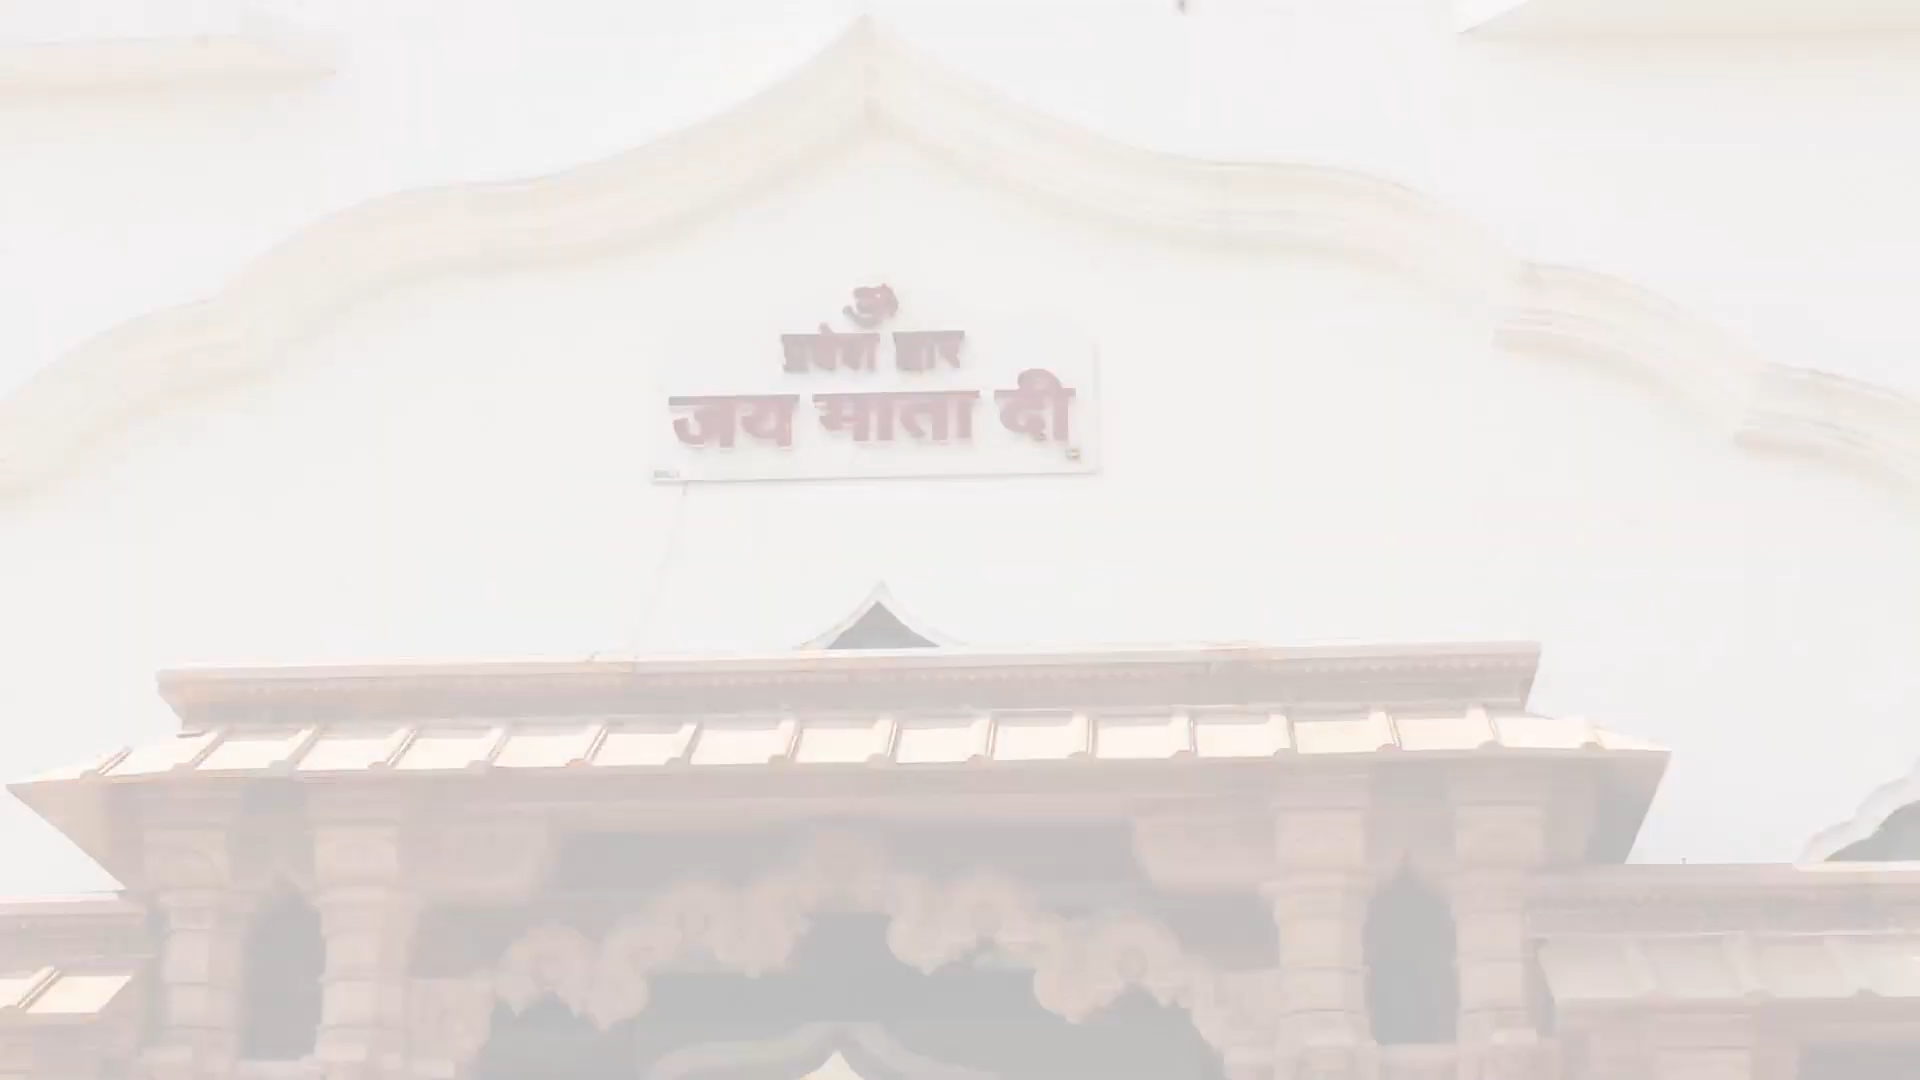 ॐ
प्रवेश द्वार
जय माता दी